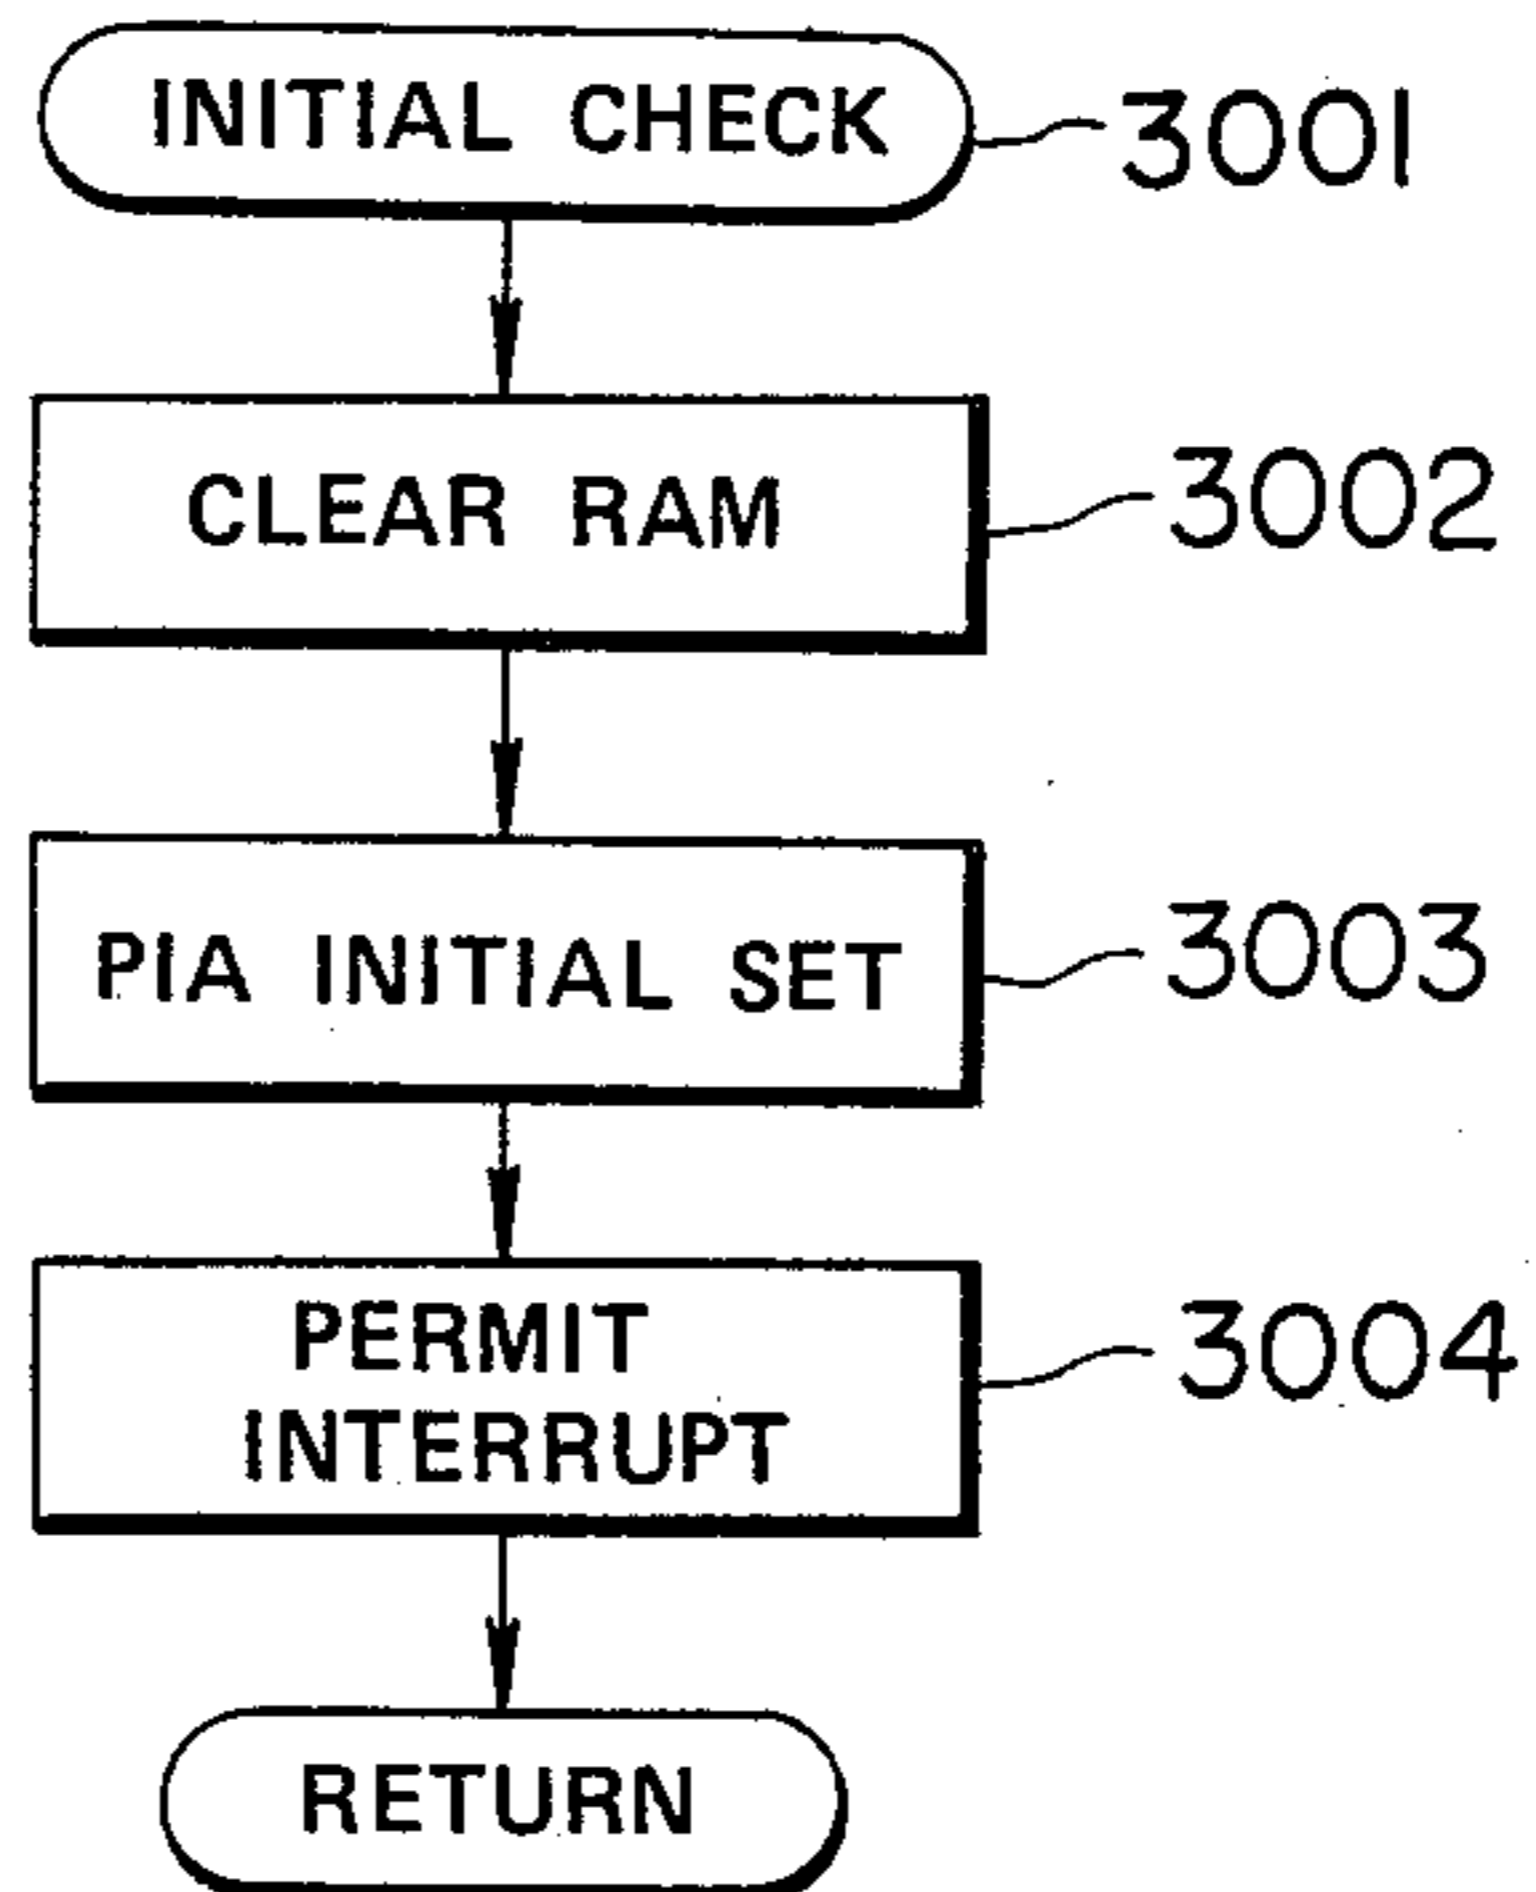 INITIAL CHECK
3001
CLEAR RAM
3002
PIA INITIAL SET
3003
PERMIT
INTERRUPT
3004
RETURN